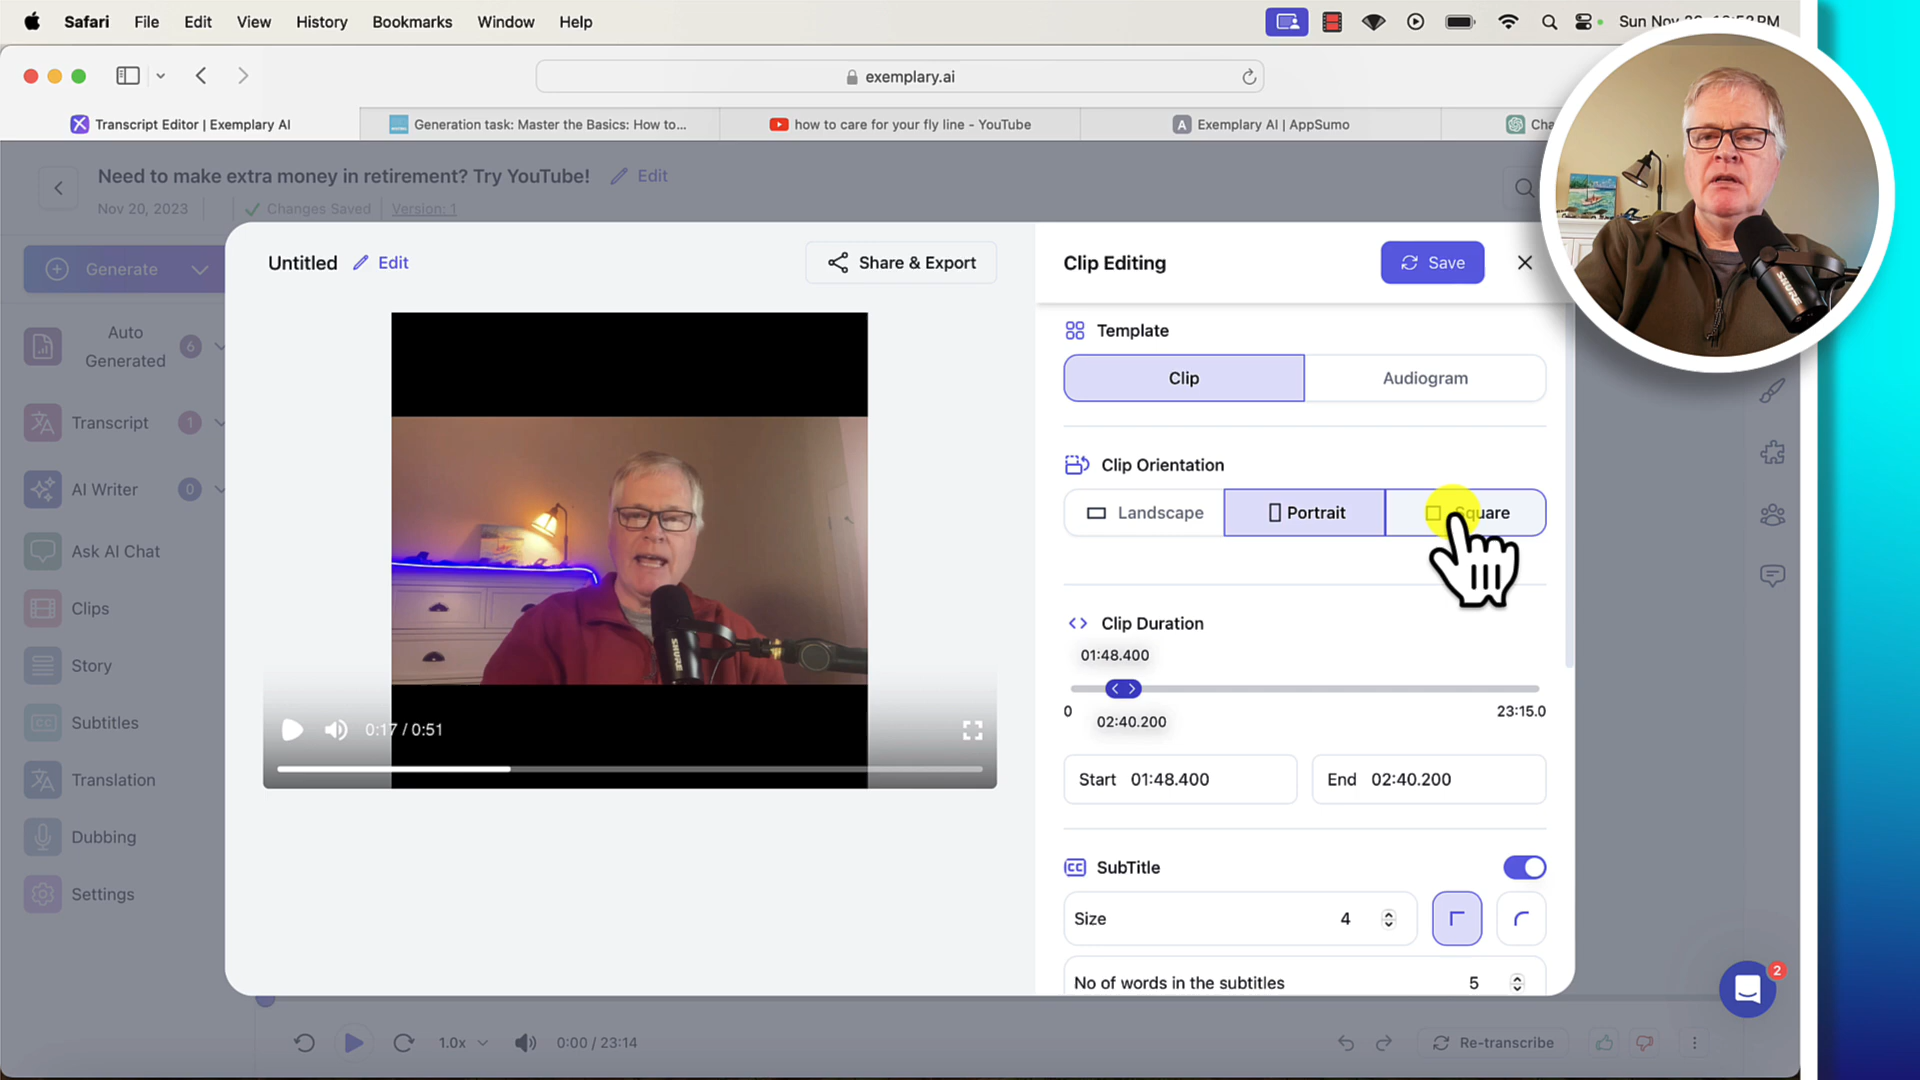 Safari File Edit View History Bookmarks Window Help
exemplary.ai
Transcript Editor | Exemplary AI
Generation task: Master the Basics: How to...
how to care for your fly line - YouTube
A Exemplary AI | AppSumo
Need to make extra money in retirement? Try YouTube! Edit
Nov 20, 2023 Changes Saved Version: 1
Generate
Auto Generated 6
Transcript 1
AI Writer 0
Ask AI Chat
Clips
Story
Subtitles
Translation
Dubbing
Settings
Untitled Edit
Share & Export
SHURE
0:17 / 0:51
Clip Editing
Save
Template
Clip Audiogram
Clip Orientation
Landscape Portrait Square
Clip Duration
01:48.400
0 23:15.0
02:40.200
Start 01:48.400 End 02:40.200
CC SubTitle
Size 4
No of words in the subtitles 5
1.0x 0:00 / 23:14
Re-transcribe
2
SHURE